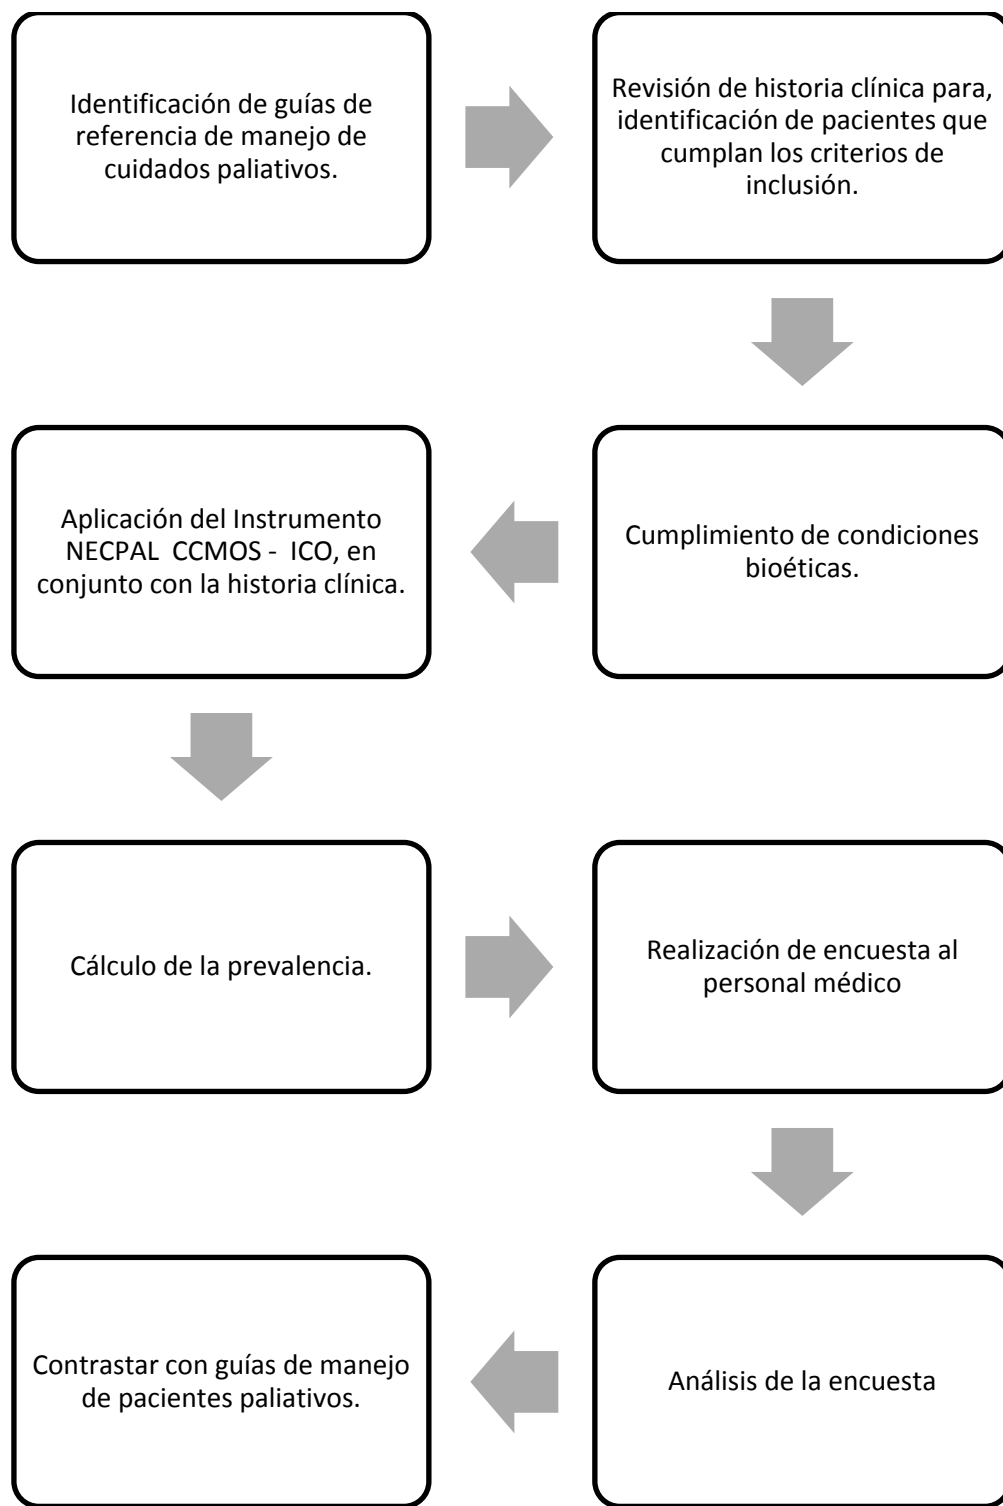 Identificación de guías de
referencia de manejo de
cuidados paliativos.
Revisión de historia clínica para,
identificación de pacientes que
cumplan los criterios de
inclusión.
Cumplimiento de condiciones
bioéticas.
Aplicación del Instrumento
NECPAL CCMOS - ICO, en
conjunto con la historia clínica.
Cálculo de la prevalencia.
Realización de encuesta al
personal médico
Análisis de la encuesta
Contrastar con guías de manejo
de pacientes paliativos.